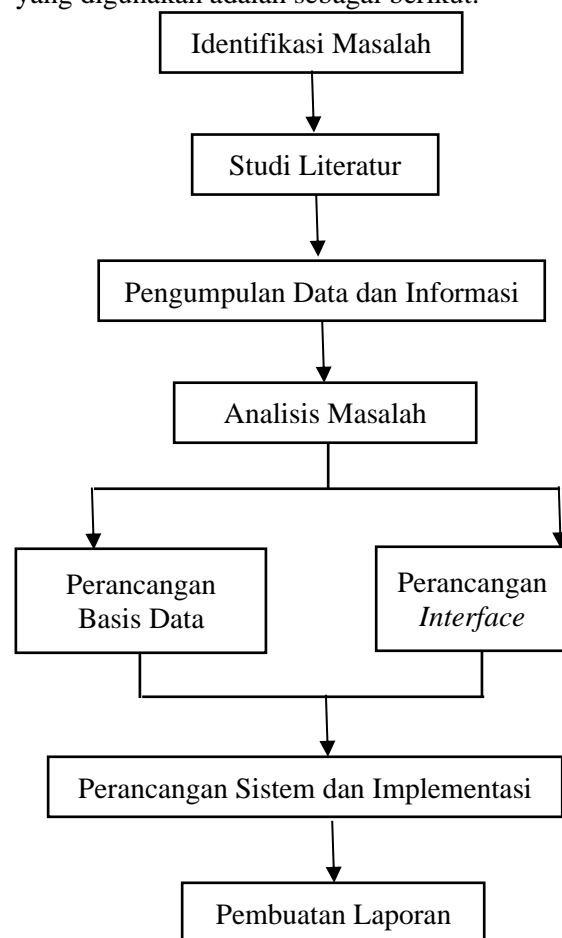 yang digunakan adalah sebagai berikut:
Identifikasi Masalah
Studi Literatur
Pengumpulan Data dan Informasi
Analisis Masalah
Perancangan
Basis Data
Perancangan
Interface
Perancangan Sistem dan Implementasi
Pembuatan Laporan